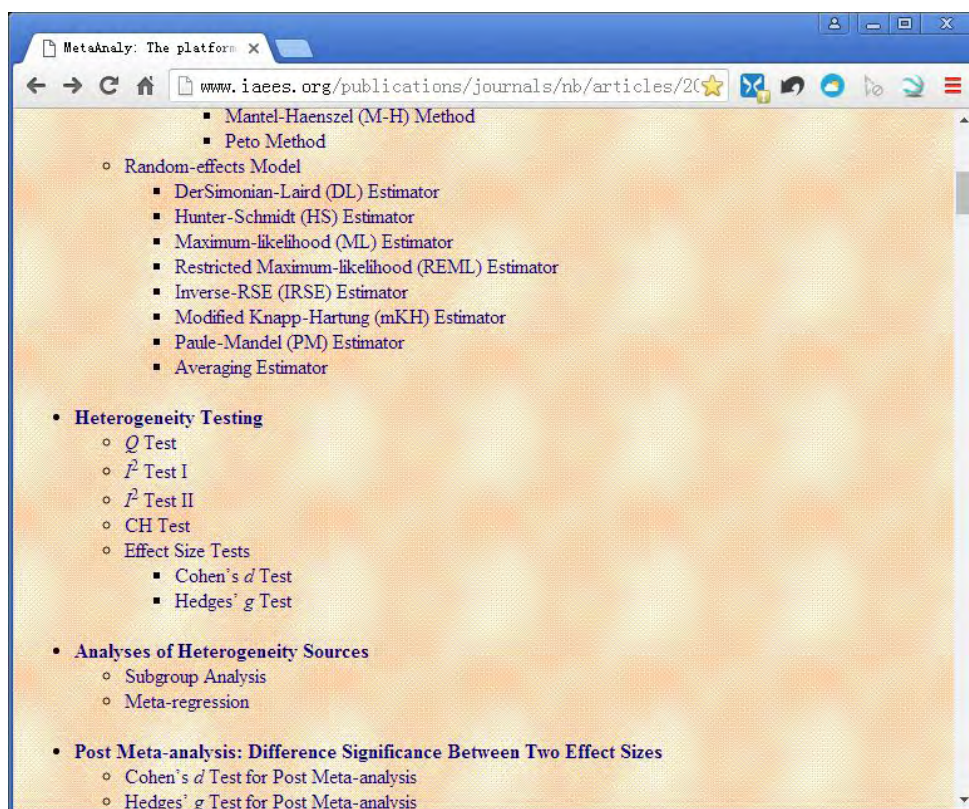 MetaAnaly: The platform
www.iaees.org/publications/journals/nb/articles/20
Mantel-Haenszel (M-H) Method
Peto Method
Random-effects Model
DerSimonian-Laird (DL) Estimator
Hunter-Schmidt (HS) Estimator
Maximum-likelihood (ML) Estimator
Restricted Maximum-likelihood (REML) Estimator
Inverse-RSE (IRSE) Estimator
Modified Knapp-Hartung (mKH) Estimator
Paule-Mandel (PM) Estimator
Averaging Estimator
Heterogeneity Testing
Q Test
I² Test I
I² Test II
CH Test
Effect Size Tests
Cohen's d Test
Hedges' g Test
Analyses of Heterogeneity Sources
Subgroup Analysis
Meta-regression
Post Meta-analysis: Difference Significance Between Two Effect Sizes
Cohen's d Test for Post Meta-analysis
Hedges' g Test for Post Meta-analysis